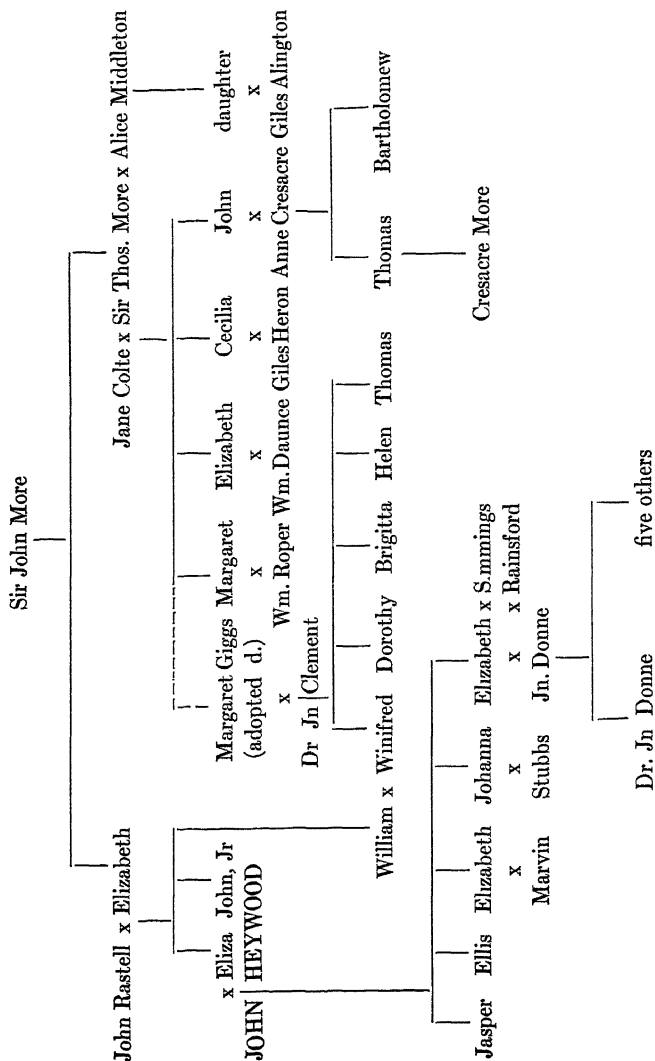 Sir John More
John Rastell x Elizabeth Jane Colte x Sir Thos. More x Alice Middleton
x Eliza John, Jr Margaret Giggs Margaret Elizabeth Cecilia John daughter
JOHN HEYWOOD (adopted d.) x x x x x
x Wm. Roper Wm. Daunce Giles Heron Anne Cresacre Giles Alington
Dr Jn Clement
William x Winifred Dorothy Brigitta Helen Thomas Thomas Bartholomew
Jasper Ellis Elizabeth Johanna Elizabeth x S.mmings Cresacre More
x x x x Rainsford
Marvin Stubbs Jn. Donne
Dr. Jn Donne five others